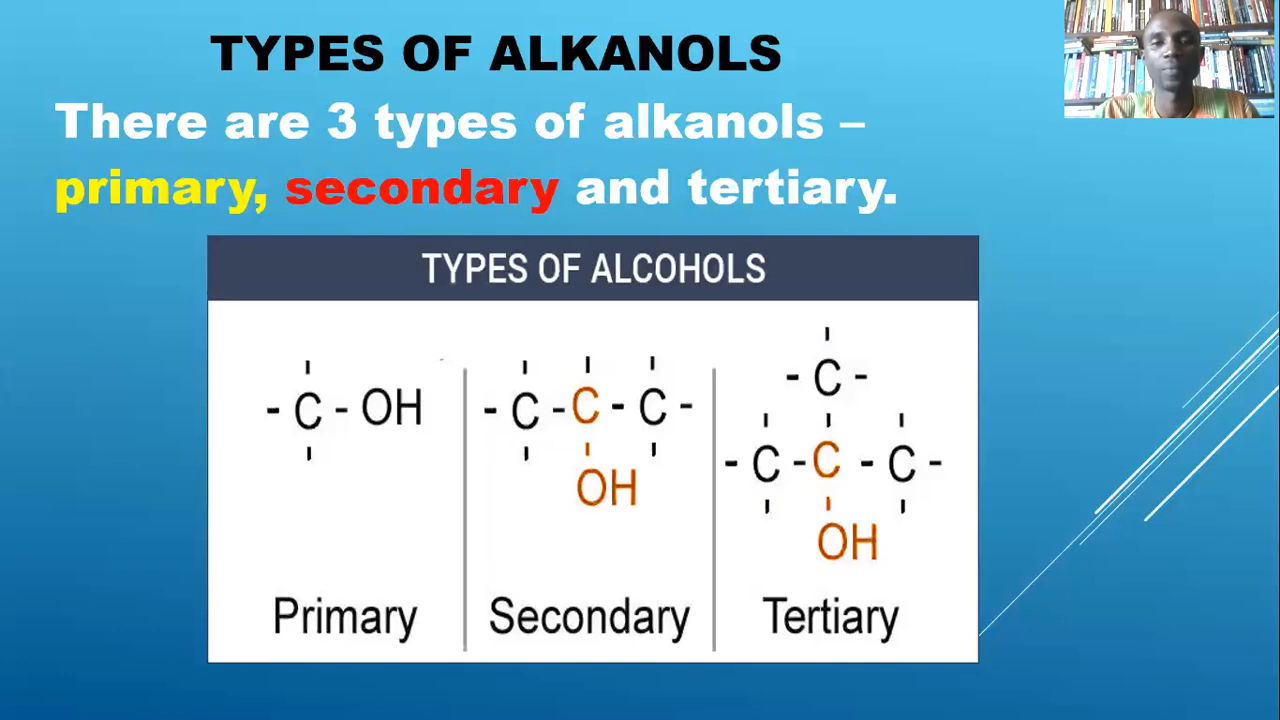 TYPES OF ALKANOLS
There are 3 types of alkanols –
primary, secondary and tertiary.
TYPES OF ALCOHOLS
- C - OH
Primary
- C - C - C -
OH
Secondary
- C -
- C - C - C -
OH
Tertiary